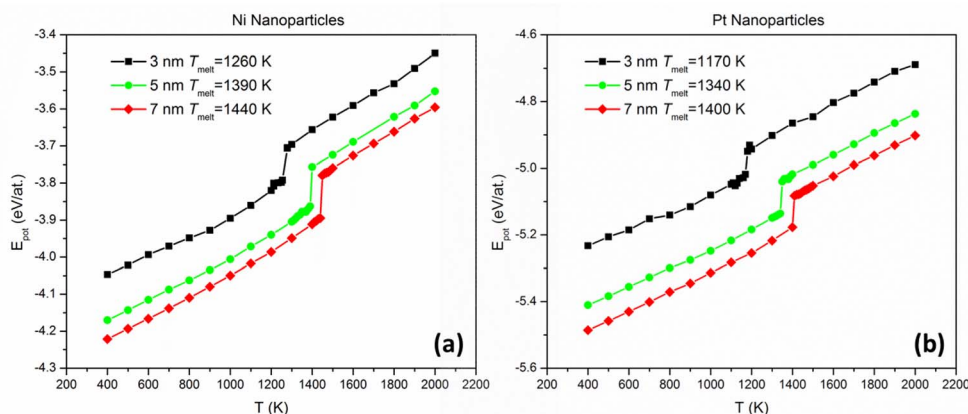 Ni Nanoparticles
-3.4
-3.5
-3.6
-3.7
-3.8
-3.9
-4.0
-4.1
-4.2
-4.3
E_pot (eV/at.)
3 nm T_melt=1260 K
5 nm T_melt=1390 K
7 nm T_melt=1440 K
(a)
200 400 600 800 1000 1200 1400 1600 1800 2000 2200
T (K)
Pt Nanoparticles
-4.6
-4.8
-5.0
-5.2
-5.4
-5.6
E_pot (eV/at.)
3 nm T_melt=1170 K
5 nm T_melt=1340 K
7 nm T_melt=1400 K
(b)
200 400 600 800 1000 1200 1400 1600 1800 2000 2200
T (K)